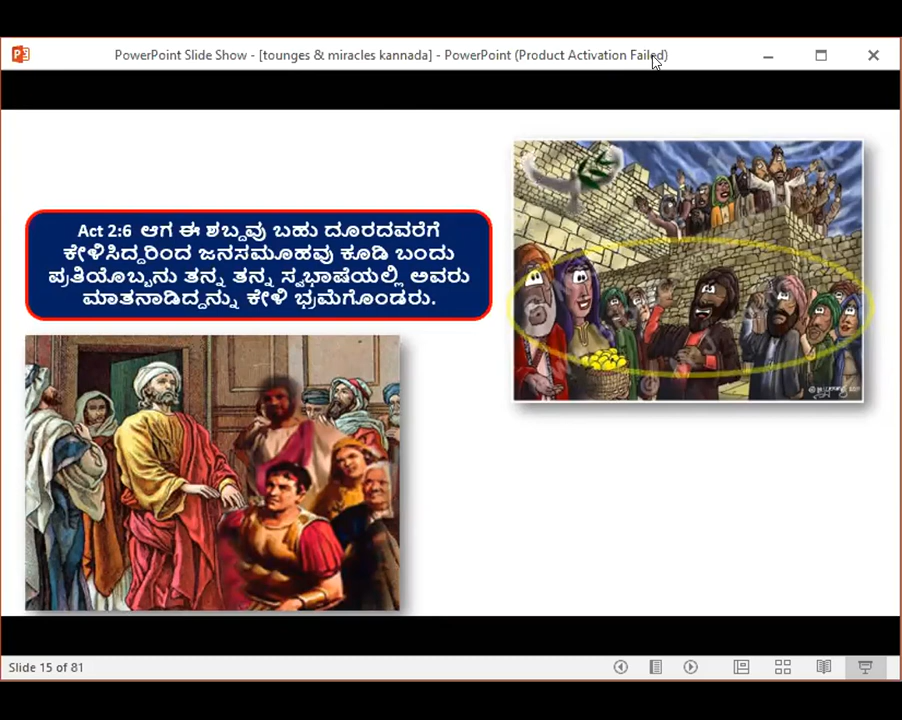 PowerPoint Slide Show - [tounges & miracles kannada] - PowerPoint (Product Activation Failed)
Act 2:6 ಆಗ ಈ ಶಬ್ದವು ಬಹು ದೂರದವರೆಗೆ
ಕೇಳಿಸಿದ್ದರಿಂದ ಜನಸಮೂಹವು ಕೂಡಿ ಬಂದು
ಪ್ರತಿಯೊಬ್ಬನು ತನ್ನ ತನ್ನ ಸ್ವಭಾಷೆಯಲ್ಲಿ ಅವರು
ಮಾತನಾಡಿದ್ದನ್ನು ಕೇಳಿ ಭ್ರಮೆಗೊಂಡರು.
Slide 15 of 81